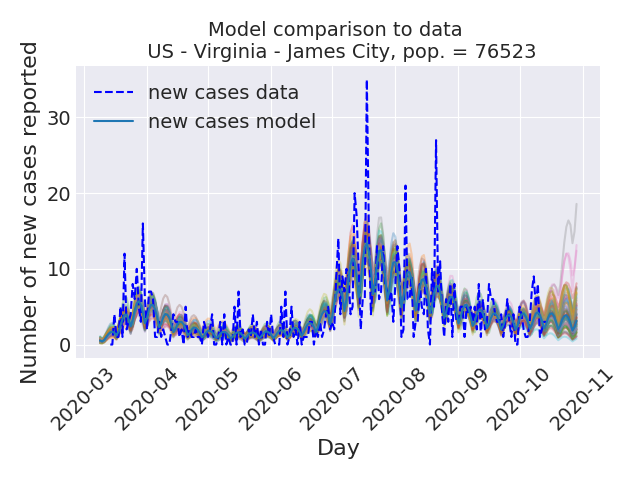 Model comparison to data
US - Virginia - James City, pop. = 76523
Number of new cases reported
30
20
10
0
new cases data
new cases model
2020-03
2020-04
2020-05
2020-06
2020-07
2020-08
2020-09
2020-10
2020-11
Day